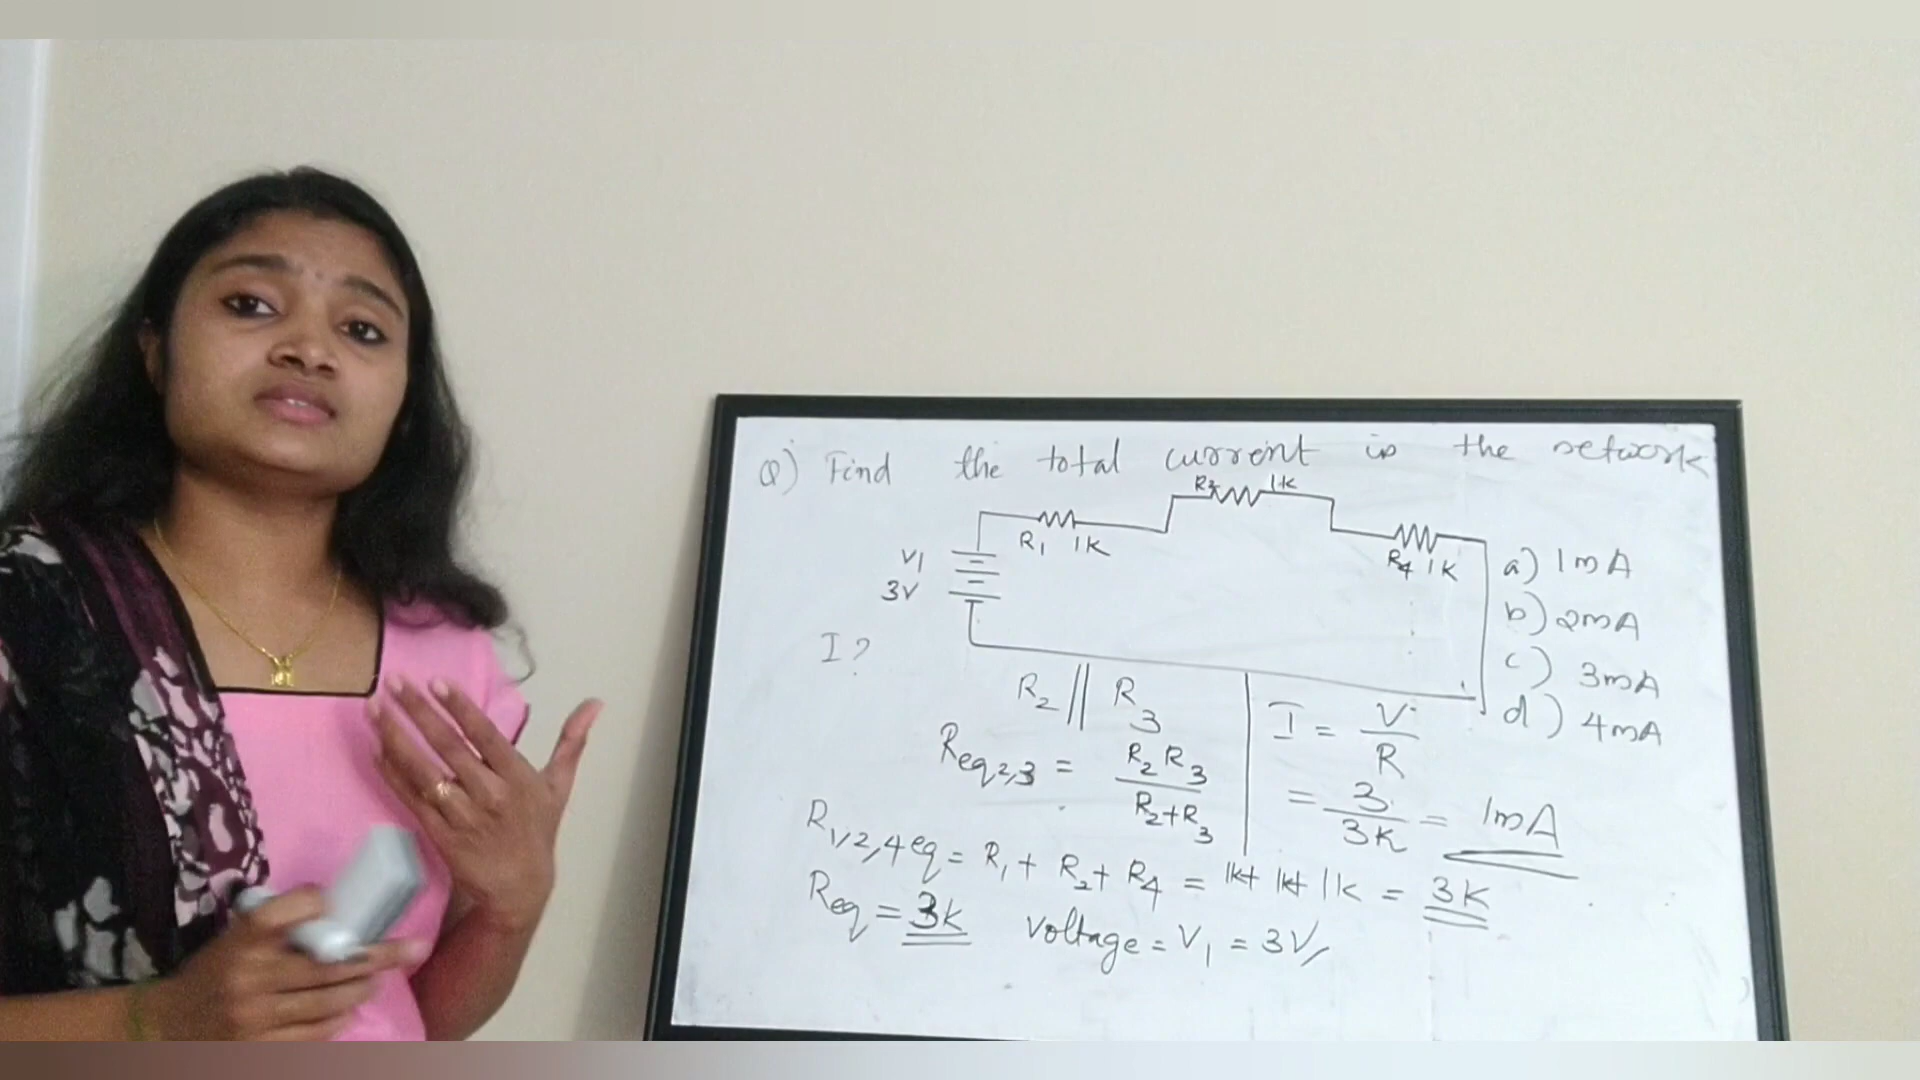 Q) Find the total current in the network
R2 1k
R1 1K
R4 1K
V1
3V
I?
a) 1mA
b) 2mA
c) 3mA
d) 4mA
R2 || R3
Req2,3 = R2 R3 / R2+R3
I = V / R
= 3 / 3K = 1mA
R1,2,4 eq = R1 + R2 + R4 = 1k+ 1k+ 1k = 3K
Req = 3K voltage = V1 = 3V